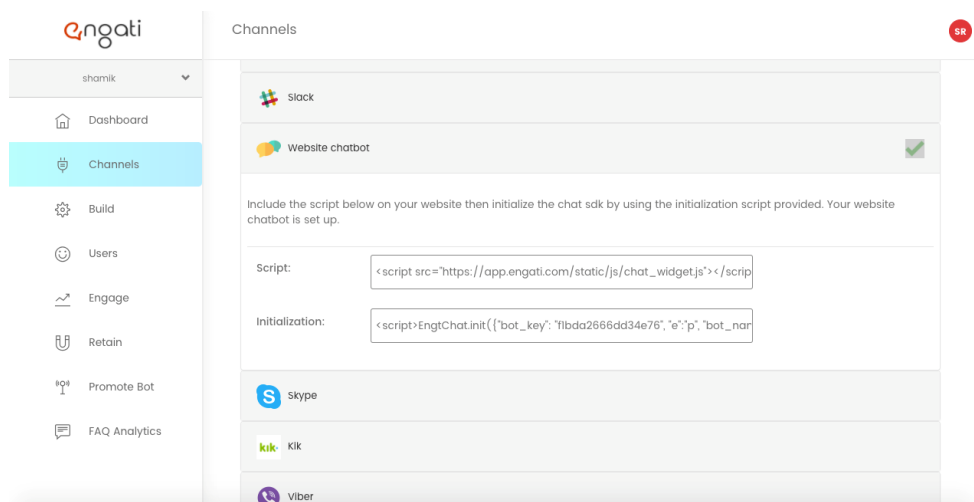 engati
Channels
SR
shamik
Dashboard
Channels
Build
Users
Engage
Retain
Promote Bot
FAQ Analytics
Slack
Website chatbot
Include the script below on your website then initialize the chat sdk by using the initialization script provided. Your website
chatbot is set up.
Script:
<script src="https://app.engati.com/static/js/chat_widget.js"></scrip
Initialization:
<script>EngtChat.init({"bot_key": "f1bda2666dd34e76", "e":"p", "bot_nar
Skype
kik
Kik
Viber